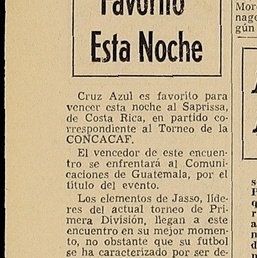 Favorito
Esta Noche
Cruz Azul es favorito para
vencer esta noche al Saprissa,
de Costa Rica, en partido co-
rrespondiente al Torneo de la
CONCACAF.
El vencedor de este encuen-
tro se enfrentará al Comuni-
caciones de Guatemala, por
el título del evento.
Los elementos de Jasso, líde-
res del actual torneo de Pri-
mera División, llegan a este
encuentro en su mejor momen-
to, no obstante que su futbol
se ha caracterizado por ser de-